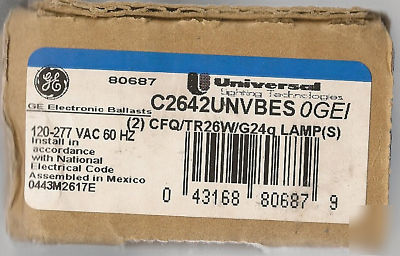 80687
Universal
Lighting Technologies
GE Electronic Ballasts
C2642UNVBES 0GEI
(2) CFQ/TR26W/G24q LAMP(S)
120-277 VAC 60 HZ
Install in
accordance
with National
Electrical Code
Assembled in Mexico
0443M2617E
0 43168 80687 9